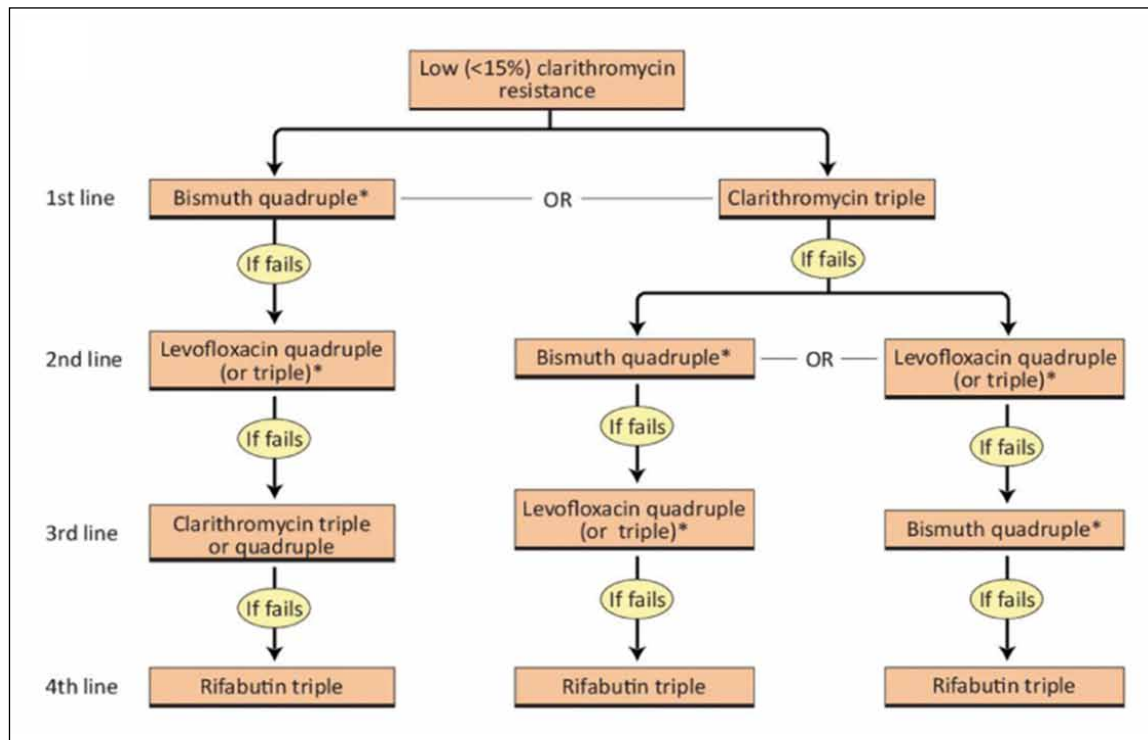 Low (<15%) clarithromycin
resistance
1st line
Bismuth quadruple*
OR
Clarithromycin triple
If fails
If fails
2nd line
Levofloxacin quadruple
(or triple)*
Bismuth quadruple*
OR
Levofloxacin quadruple
(or triple)*
If fails
If fails
If fails
3rd line
Clarithromycin triple
or quadruple
Levofloxacin quadruple
(or triple)*
Bismuth quadruple*
If fails
If fails
If fails
4th line
Rifabutin triple
Rifabutin triple
Rifabutin triple